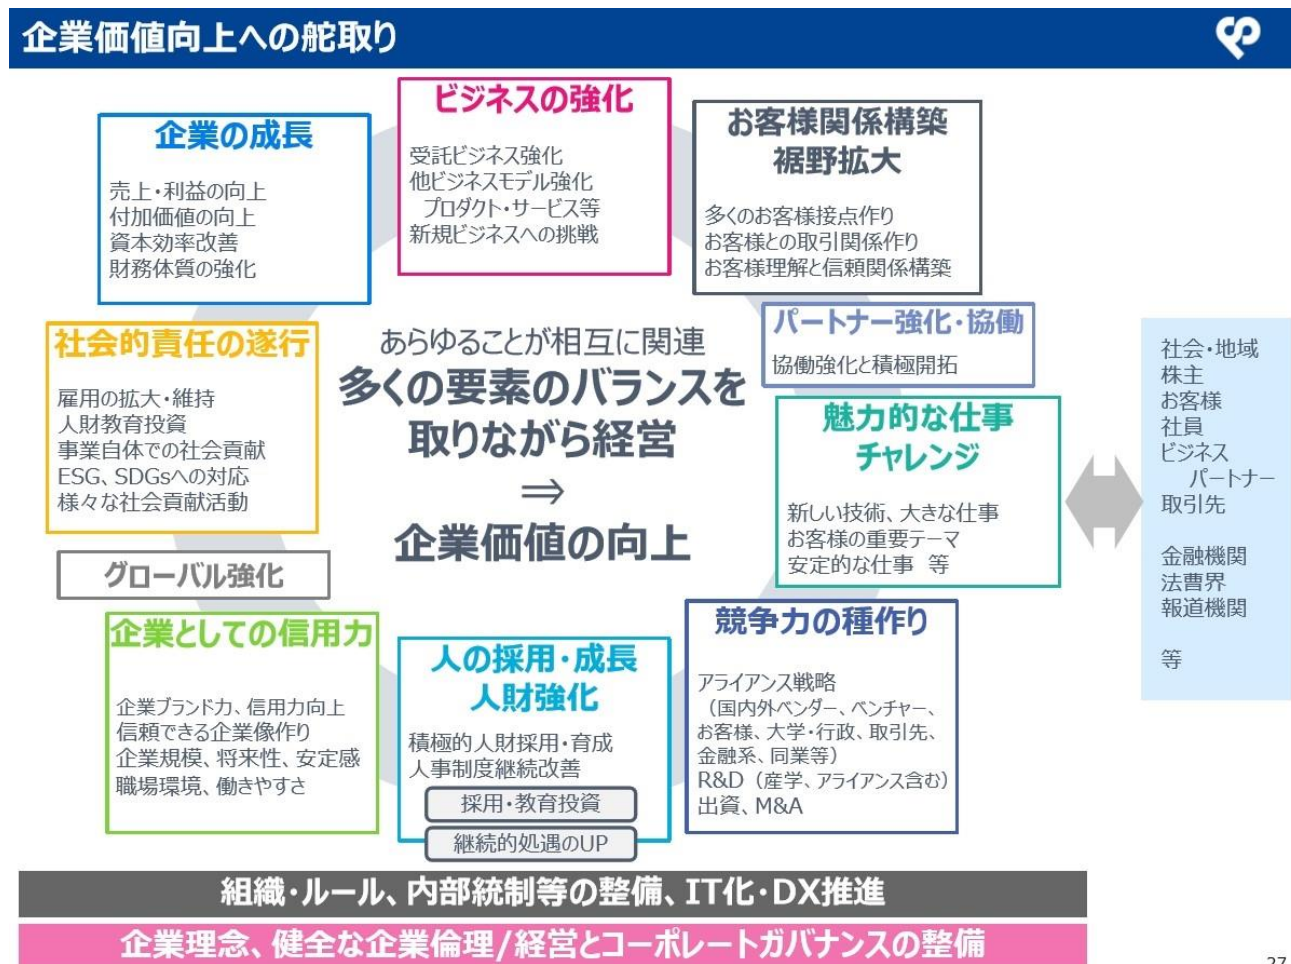 企業価値向上への舵取り
企業の成長
売上・利益の向上
付加価値の向上
資本効率改善
財務体質の強化
ビジネスの強化
受託ビジネス強化
他ビジネスモデル強化
プロダクト・サービス等
新規ビジネスへの挑戦
お客様関係構築
裾野拡大
多くのお客様接点作り
お客様との取引関係作り
お客様理解と信頼関係構築
パートナー強化・協働
協働強化と積極開拓
魅力的な仕事
チャレンジ
新しい技術、大きな仕事
お客様の重要テーマ
安定的な仕事 等
競争力の種作り
アライアンス戦略
（国内外ベンダー、ベンチャー、
お客様、大学・行政、取引先、
金融系、同業等）
R&D（産学、アライアンス含む）
出資、M&A
人の採用・成長
人財強化
積極的人財採用・育成
人事制度継続改善
採用・教育投資
継続的処遇のUP
企業としての信用力
企業ブランド力、信用力向上
信頼できる企業像作り
企業規模、将来性、安定感
職場環境、働きやすさ
グローバル強化
社会的責任の遂行
雇用の拡大・維持
人財教育投資
事業自体での社会貢献
ESG、SDGsへの対応
様々な社会貢献活動
あらゆることが相互に関連
多くの要素のバランスを
取りながら経営
⇒
企業価値の向上
社会・地域
株主
お客様
社員
ビジネス
パートナー
取引先
金融機関
法曹界
報道機関
等
組織・ルール、内部統制等の整備、IT化・DX推進
企業理念、健全な企業倫理/経営とコーポレートガバナンスの整備
27